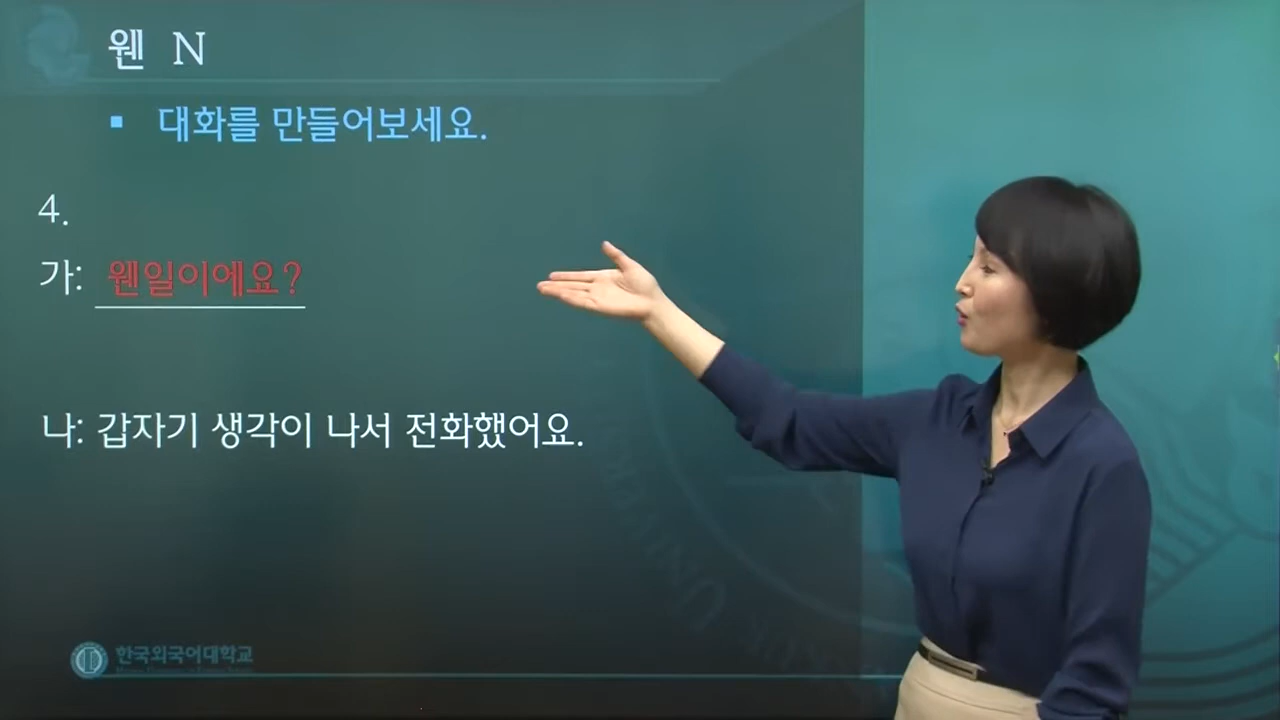 웬 N
▪ 대화를 만들어보세요.
4.
가: 웬일이에요?
나: 갑자기 생각이 나서 전화했어요.
한국외국어대학교